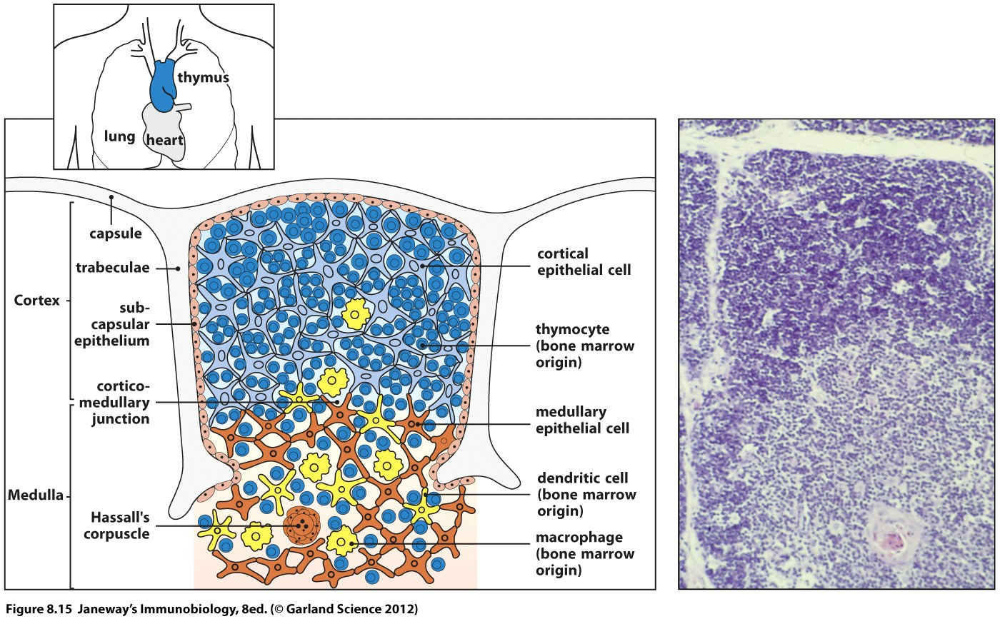 thymus
lung
heart
capsule
trabeculae
Cortex
sub-
capsular
epithelium
cortico-
medullary
junction
Medulla
Hassall's
corpuscle
cortical
epithelial cell
thymocyte
(bone marrow
origin)
medullary
epithelial cell
dendritic cell
(bone marrow
origin)
macrophage
(bone marrow
origin)
Figure 8.15 Janeway’s Immunobiology, 8ed. (© Garland Science 2012)